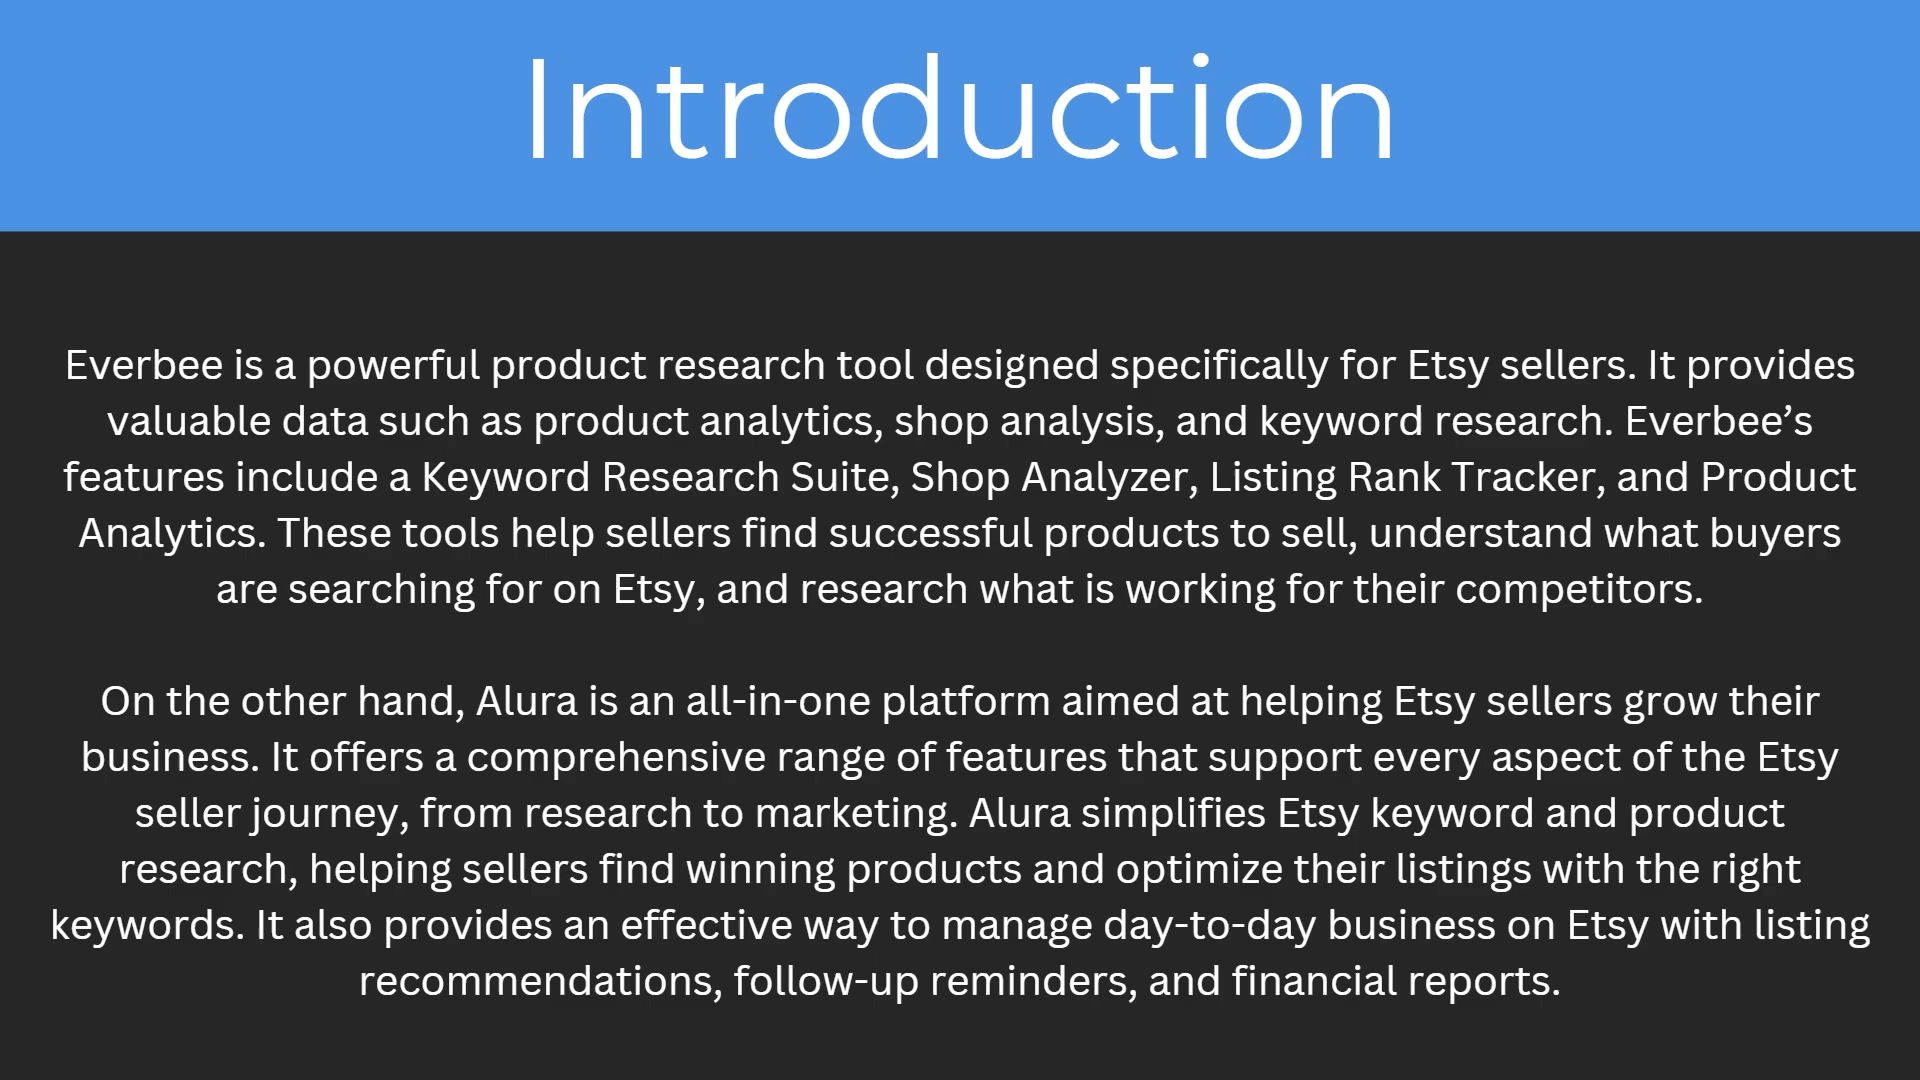 Introduction
Everbee is a powerful product research tool designed specifically for Etsy sellers. It provides
valuable data such as product analytics, shop analysis, and keyword research. Everbee’s
features include a Keyword Research Suite, Shop Analyzer, Listing Rank Tracker, and Product
Analytics. These tools help sellers find successful products to sell, understand what buyers
are searching for on Etsy, and research what is working for their competitors.
On the other hand, Alura is an all-in-one platform aimed at helping Etsy sellers grow their
business. It offers a comprehensive range of features that support every aspect of the Etsy
seller journey, from research to marketing. Alura simplifies Etsy keyword and product
research, helping sellers find winning products and optimize their listings with the right
keywords. It also provides an effective way to manage day-to-day business on Etsy with listing
recommendations, follow-up reminders, and financial reports.